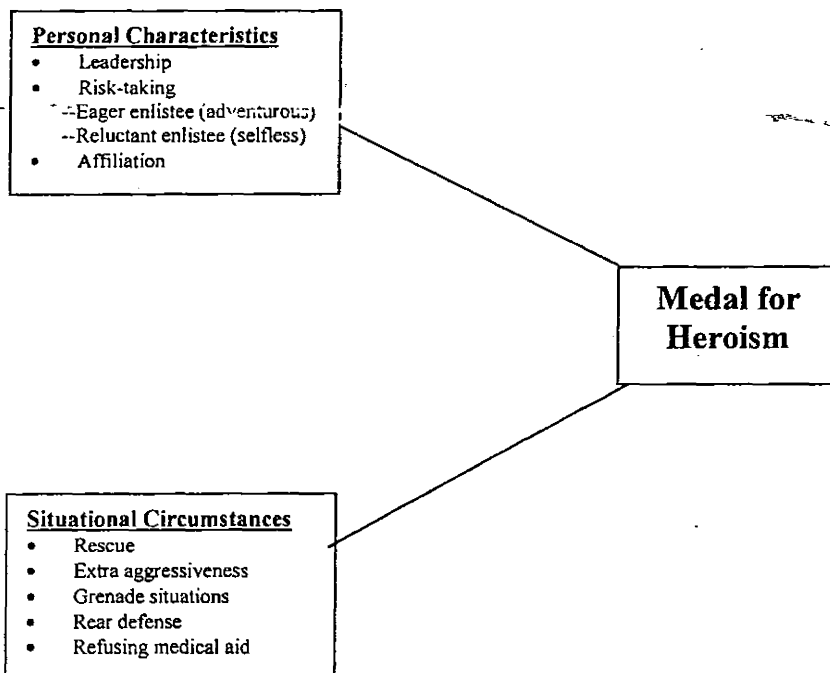 Personal Characteristics
• Leadership
• Risk-taking
--Eager enlistee (adventurous)
--Reluctant enlistee (selfless)
• Affiliation
Medal for
Heroism
Situational Circumstances
• Rescue
• Extra aggressiveness
• Grenade situations
• Rear defense
• Refusing medical aid